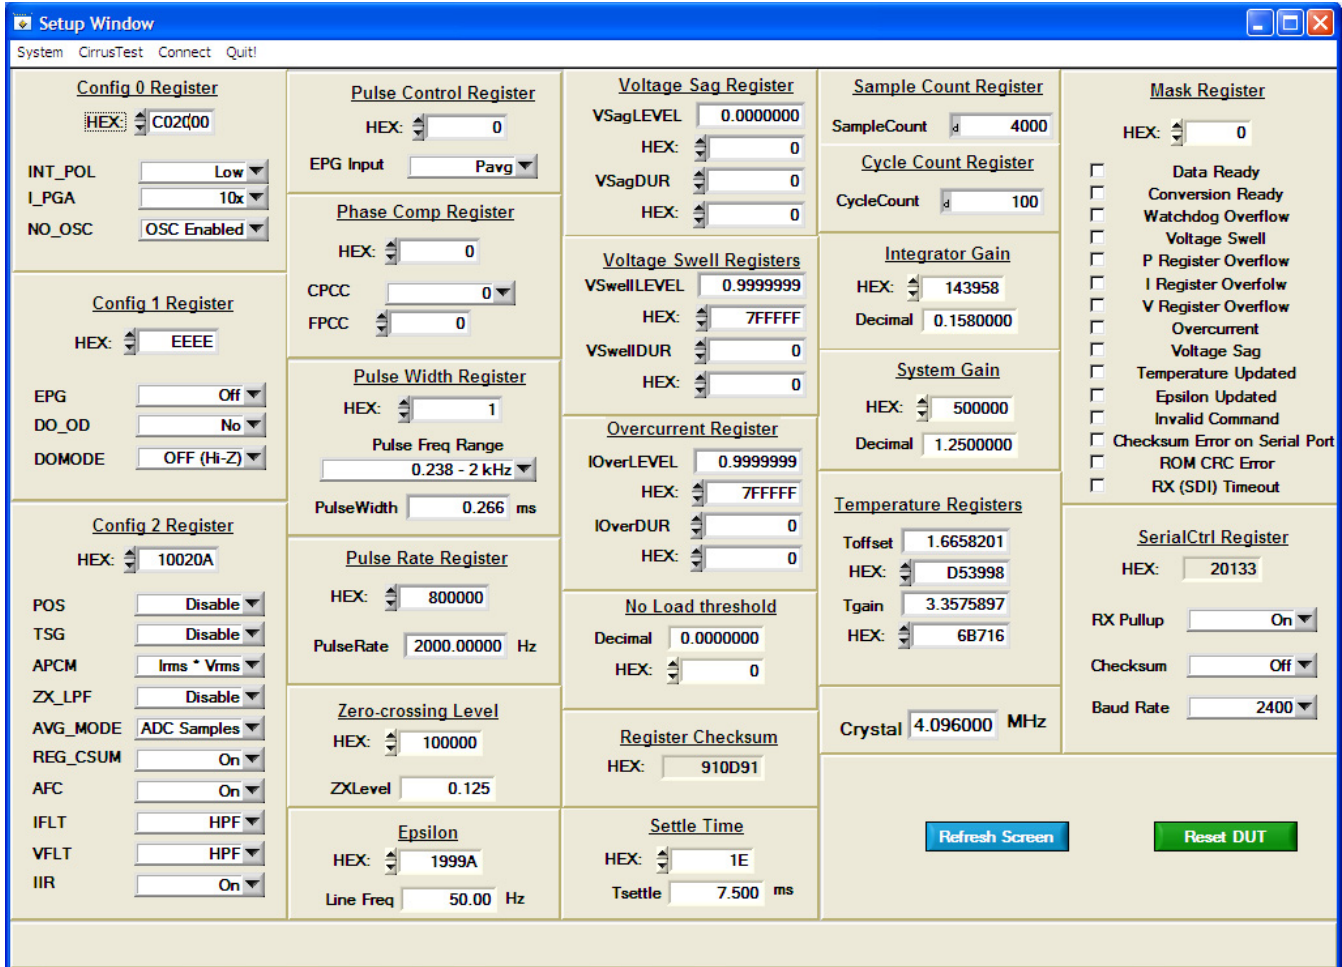 Setup Window
System CirrusTest Connect Quit!
Config 0 Register
HEX: C02000
INT_POL Low
I_PGA 10x
NO_OSC OSC Enabled
Config 1 Register
HEX: EEEE
EPG Off
DO_OD No
DOMODE OFF (Hi-Z)
Config 2 Register
HEX: 10020A
POS Disable
TSG Disable
APCM Irms * Vrms
ZX_LPF Disable
AVG_MODE ADC Samples
REG_CSUM On
AFC On
IFLT HPF
VFLT HPF
IIR On
Pulse Control Register
HEX: 0
EPG Input Pavg
Phase Comp Register
HEX: 0
CPCC 0
FPCC 0
Pulse Width Register
HEX: 1
Pulse Freq Range
0.238 - 2 kHz
PulseWidth 0.266 ms
Pulse Rate Register
HEX: 800000
PulseRate 2000.00000 Hz
Zero-crossing Level
HEX: 100000
ZXLevel 0.125
Epsilon
HEX: 1999A
Line Freq 50.00 Hz
Voltage Sag Register
VSagLEVEL 0.0000000
HEX: 0
VSagDUR 0
HEX: 0
Voltage Swell Registers
VSwellLEVEL 0.9999999
HEX: 7FFFFF
VSwellDUR 0
HEX: 0
Overcurrent Register
IOverLEVEL 0.9999999
HEX: 7FFFFF
IOverDUR 0
HEX: 0
No Load threshold
Decimal 0.0000000
HEX: 0
Register Checksum
HEX: 910D91
Settle Time
HEX: 1E
Tsettle 7.500 ms
Sample Count Register
SampleCount d 4000
Cycle Count Register
CycleCount d 100
Integrator Gain
HEX: 143958
Decimal 0.1580000
System Gain
HEX: 500000
Decimal 1.2500000
Temperature Registers
Toffset 1.6658201
HEX: D53998
Tgain 3.3575897
HEX: 6B716
Crystal 4.096000 MHz
Mask Register
HEX: 0
Data Ready
Conversion Ready
Watchdog Overflow
Voltage Swell
P Register Overflow
I Register Overfolw
V Register Overflow
Overcurrent
Voltage Sag
Temperature Updated
Epsilon Updated
Invalid Command
Checksum Error on Serial Port
ROM CRC Error
RX (SDI) Timeout
SerialCtrl Register
HEX: 20133
RX Pullup On
Checksum Off
Baud Rate 2400
Refresh Screen
Reset DUT